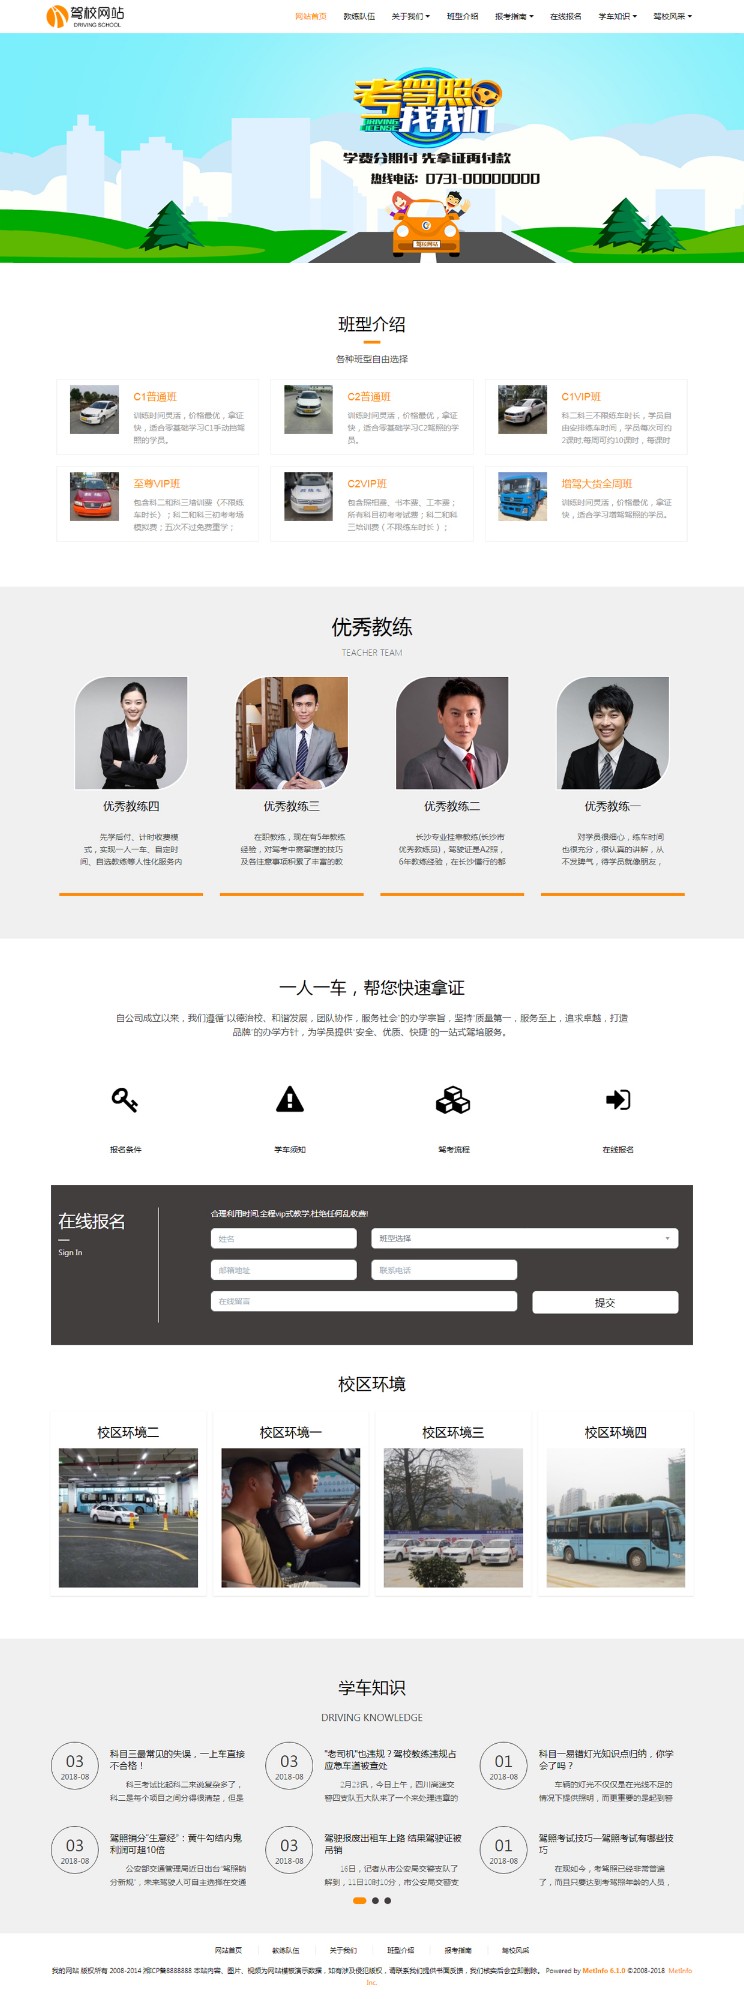 驾校网站
DRIVING SCHOOL
网站首页 教练队伍 关于我们 班型介绍 报考指南 在线报名 学车知识 驾校风采
考驾照
DRIVING LICENSE
找我们
学费分期付 先拿证再付款
热线电话：0731-00000000
驾校网站
班型介绍
各种班型自由选择
C1普通班
训练时间灵活，价格最优，拿证
快，适合零基础学习C1手动挡驾
照的学员。
C2普通班
训练时间灵活，价格最优，拿证
快，适合零基础学习C2驾照的学
员。
C1VIP班
科二科三不限练车时长，学员自
由安排练车时间，学员每次可约
2课时,每周可约10课时，每课时
至尊VIP班
包含科二和科三培训费（不限练
车时长）；科二和科三初考考场
模拟费；五次不过免费重学；
C2VIP班
包含照相费、书本费、工本费；
所有科目初考考试费；科二和科
三培训费（不限练车时长）；
增驾大货全周班
训练时间灵活，价格最优，拿证
快，适合学习增驾驾照的学员。
优秀教练
TEACHER TEAM
优秀教练四
先学后付、计时收费模
式，实现一人一车、自定时
间、自选教练等人性化服务内
优秀教练三
在职教练，现在有5年教练
经验，对驾考中需掌握的技巧
及各注意事项积累了丰富的教
优秀教练二
长沙专业挂牵教练(长沙市
优秀教练员)，驾驶证是A2照，
6年教练经验，在长沙懂行的都
优秀教练一
对学员很细心，练车时间
也很充分，很认真的讲解，从
不发脾气，待学员就像朋友，
一人一车，帮您快速拿证
自公司成立以来，我们遵循“以德治校、和谐发展，团队协作，服务社会”的办学宗旨，坚持“质量第一，服务至上，追求卓越，打造
品牌”的办学方针，为学员提供“安全、优质、快捷”的一站式驾培服务。
报名条件 学车须知 驾考流程 在线报名
在线报名
Sign In
合理利用时间,全程vip式教学,杜绝任何乱收费!
姓名 班型选择
邮箱地址 联系电话
在线留言 提交
校区环境
校区环境二 校区环境一 校区环境三 校区环境四
学车知识
DRIVING KNOWLEDGE
03
2018-08
科目三最常见的失误，一上车直接
不合格！
科三考试比起科二来说复杂多了，
科二是每个项目之间分得很清楚，但是
03
2018-08
"老司机"也违规？驾校教练违规占
应急车道被查处
2月23讯，今日上午，四川高速交
警四支队五大队来了一个来处理违章的
01
2018-08
科目一易错灯光知识点归纳，你学
会了吗？
车辆的灯光不仅仅是在光线不足的
情况下提供照明，而更重要的是起到警
03
2018-08
驾照销分“生意经”：黄牛勾结内鬼
利润可超10倍
公安部交通管理局近日出台“驾照销
分新规”，未来驾驶人可自主选择在交通
03
2018-08
驾驶报废出租车上路 结果驾驶证被
吊销
16日，记者从市公安局交警支队了
解到，11日10时10分，市公安局交警支
01
2018-08
驾照考试技巧—驾照考试有哪些技
巧
在现如今，考驾照已经非常普遍
了，而且只要达到考驾照年龄的人员，
网站首页 教练队伍 关于我们 班型介绍 报考指南 驾校风采
我的网站 版权所有 2008-2014 湘ICP备8888888 本站内容、图片、视频为网站模板演示数据，如有涉及侵犯版权，请联系我们提供书面反馈，我们核实后会立即删除。 Powered by MetInfo 6.1.0 ©2008-2018 MetInfo
Inc.